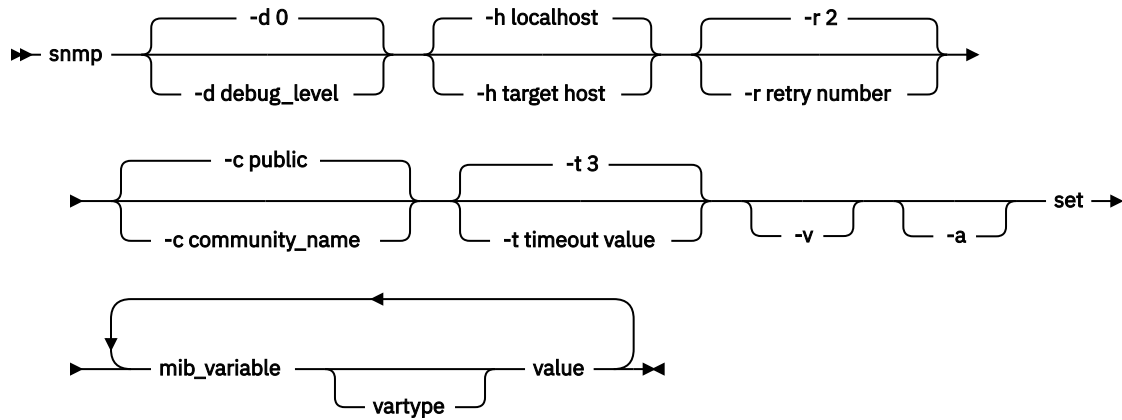 -d 0
-h localhost
-r 2
snmp
-d debug_level
-h target host
-r retry number
-c public
-t 3
set
-c community_name
-t timeout value
-v
-a
mib_variable
value
vartype